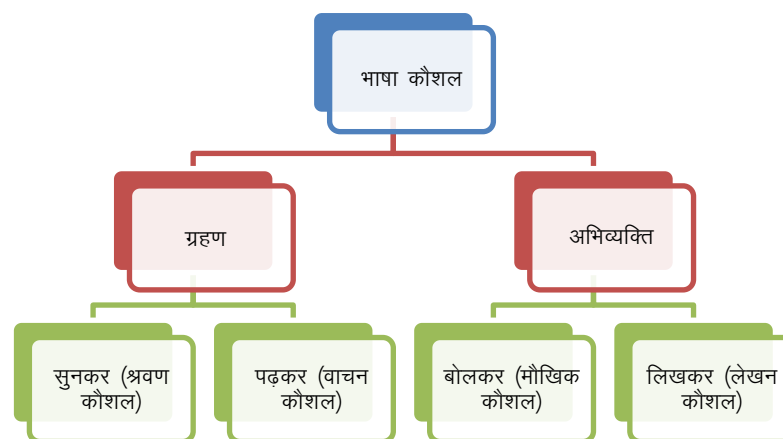 भाषा कौशल
ग्रहण
अभिव्यक्ति
सुनकर (श्रवण
कौशल)
पढ़कर (वाचन
कौशल)
बोलकर (मौखिक
कौशल)
लिखकर (लेखन
कौशल)